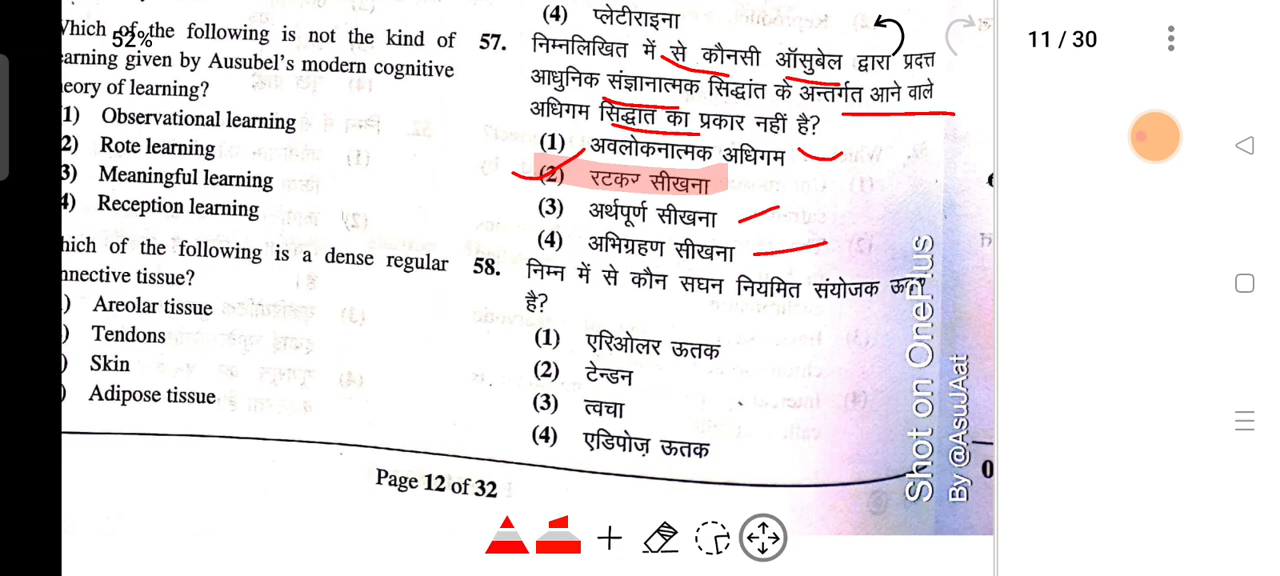 (4) प्लेटीराइना
Which of the following is not the kind of
earning given by Ausubel's modern cognitive
eory of learning?
1) Observational learning
2) Rote learning
3) Meaningful learning
4) Reception learning
52%
57. निम्नलिखित में से कौनसी ऑसुबेल द्वारा प्रदत्त
आधुनिक संज्ञानात्मक सिद्धांत के अन्तर्गत आने वाले
अधिगम सिद्धांत का प्रकार नहीं है?
(1) अवलोकनात्मक अधिगम
(2) रटकर सीखना
(3) अर्थपूर्ण सीखना
(4) अभिग्रहण सीखना
hich of the following is a dense regular
nnective tissue?
) Areolar tissue
) Tendons
) Skin
) Adipose tissue
58. निम्न में से कौन सघन नियमित संयोजक ऊतक
है?
(1) एरिओलर ऊतक
(2) टेन्डन
(3) त्वचा
(4) एडिपोज़ ऊतक
Page 12 of 32
Shot on OnePlus
By @AsuJAat
11 / 30
0